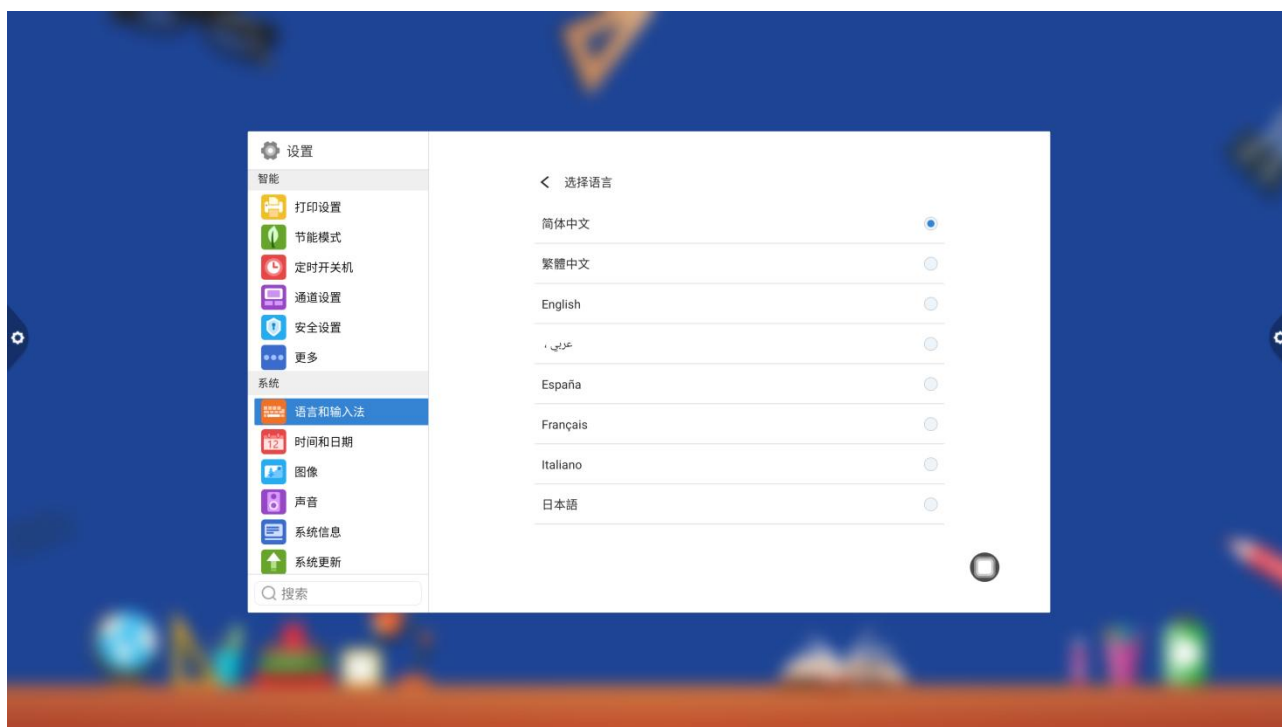 设置
智能
打印设置
节能模式
定时开关机
通道设置
安全设置
更多
系统
语言和输入法
12
时间和日期
图像
声音
系统信息
系统更新
搜索
选择语言
简体中文
繁體中文
English
عربي ،
España
Français
Italiano
日本語